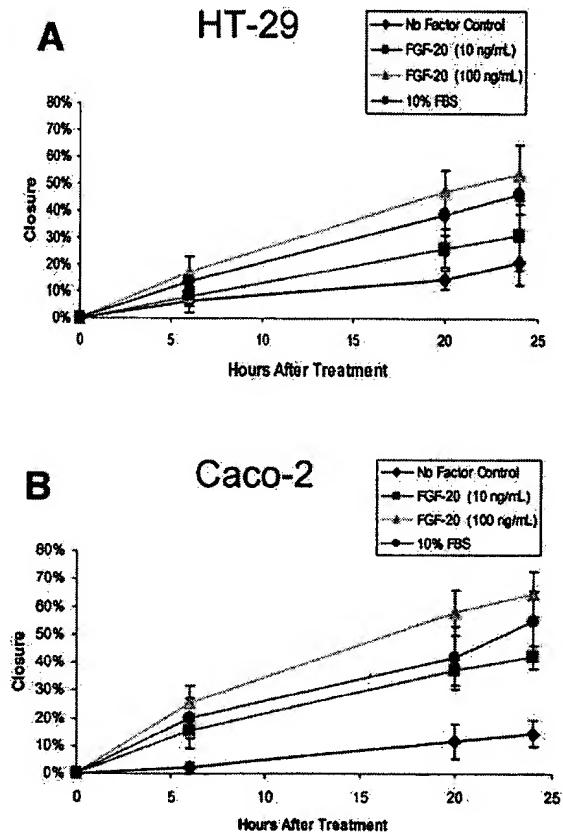 A
HT-29
No Factor Control
FGF-20 (10 ng/mL)
FGF-20 (100 ng/mL)
10% FBS
80%
70%
60%
50%
40%
30%
20%
10%
0%
Closure
0 5 10 15 20 25
Hours After Treatment
B
Caco-2
No Factor Control
FGF-20 (10 ng/mL)
FGF-20 (100 ng/mL)
10% FBS
80%
70%
60%
50%
40%
30%
20%
10%
0%
Closure
0 5 10 15 20 25
Hours After Treatment